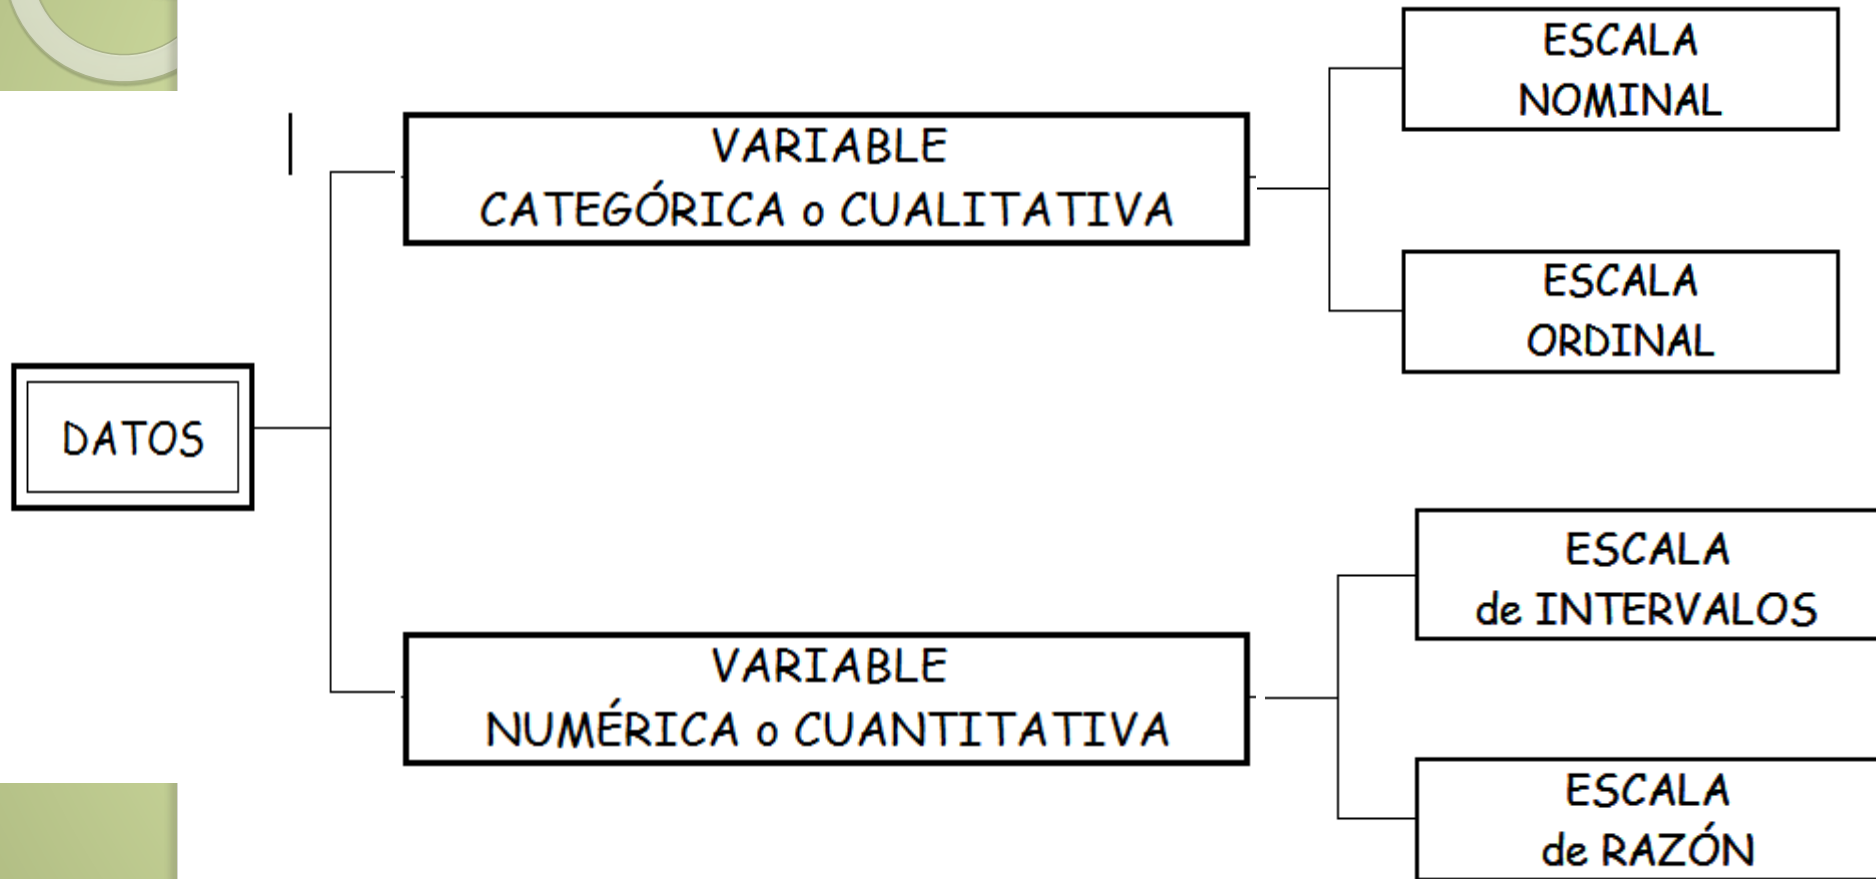 ESCALA
NOMINAL
VARIABLE
CATEGÓRICA o CUALITATIVA
ESCALA
ORDINAL
DATOS
ESCALA
de INTERVALOS
VARIABLE
NUMÉRICA o CUANTITATIVA
ESCALA
de RAZÓN